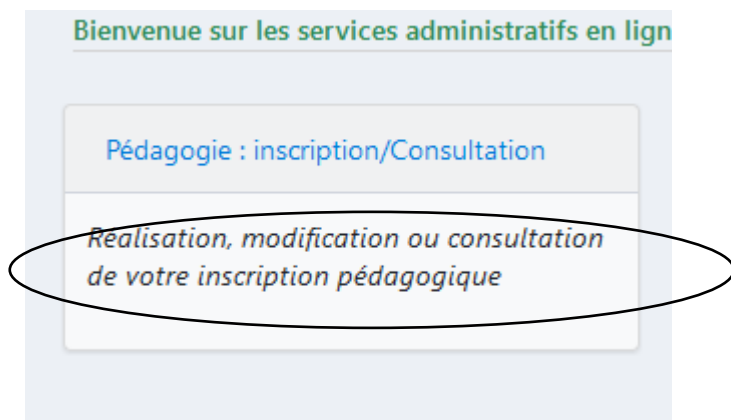 Bienvenue sur les services administratifs en lign
Pédagogie : inscription/Consultation
Réalisation, modification ou consultation
de votre inscription pédagogique